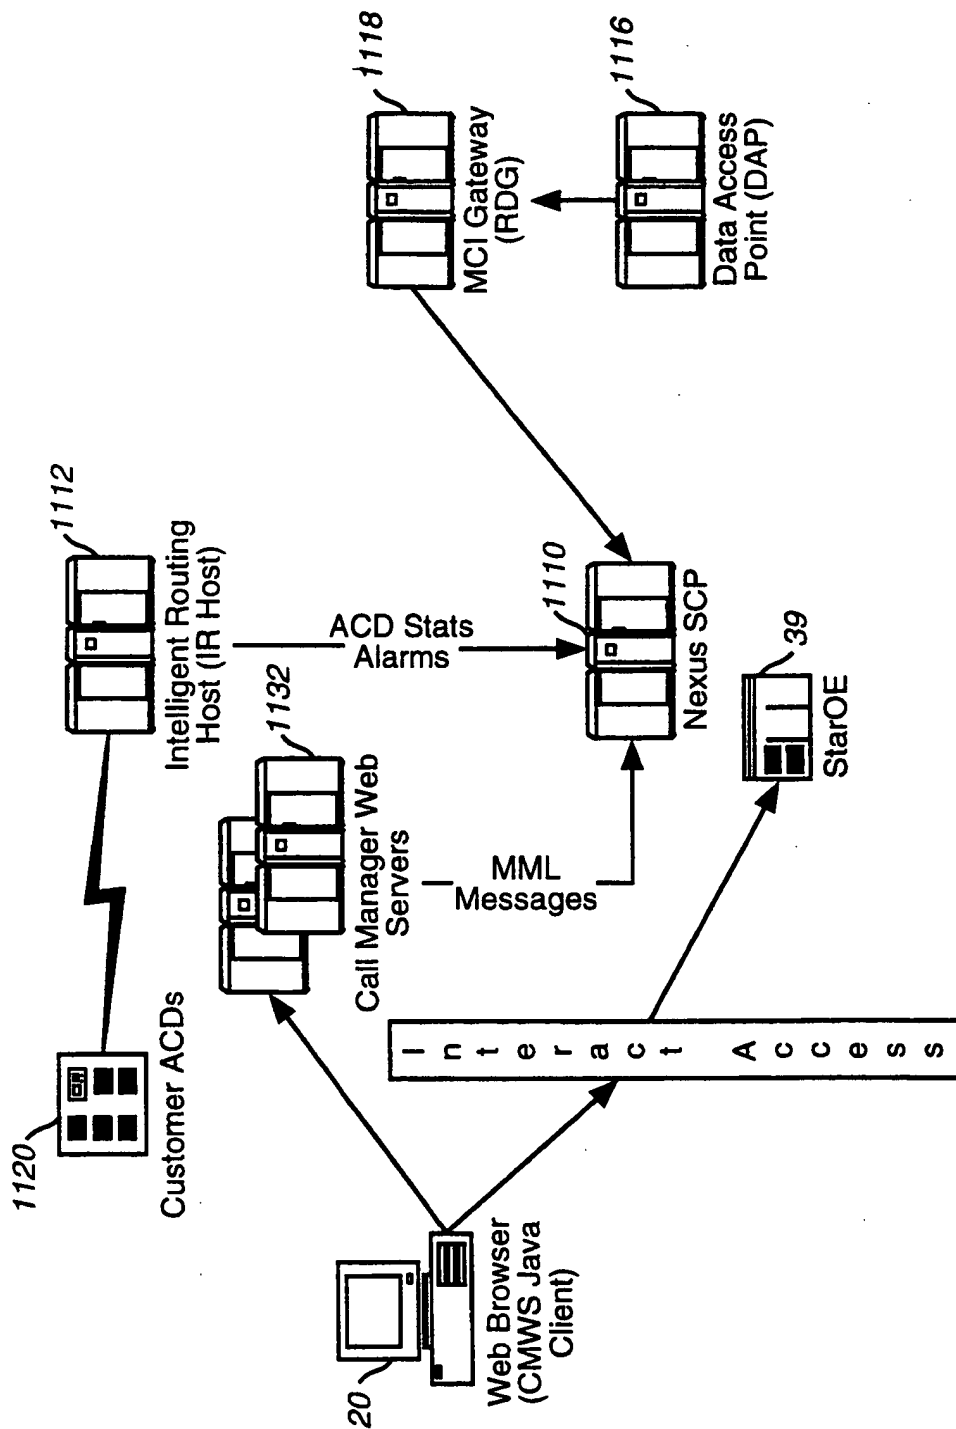 1120
Customer ACDs
1112
Intelligent Routing
Host (IR Host)
1118
MCI Gateway
(RDG)
1116
Data Access
Point (DAP)
ACD Stats
Alarms
1132
Call Manager Web
Servers
MML
Messages
1110
Nexus SCP
20
Web Browser
(CMWS Java
Client)
Interact Access
39
StarOE